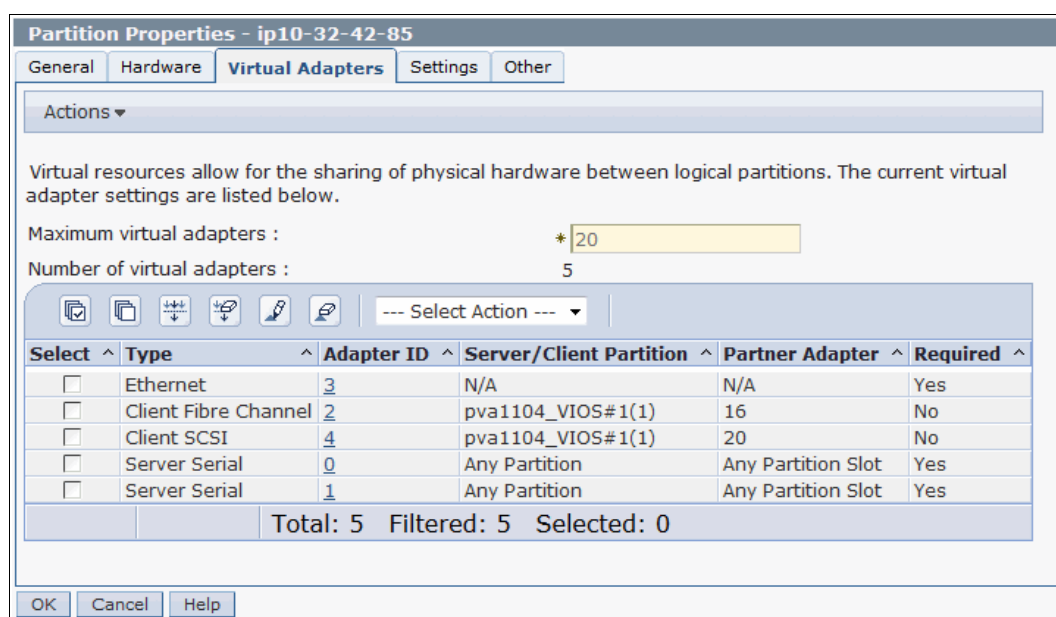 Partition Properties - ip10-32-42-85
General Hardware Virtual Adapters Settings Other
Actions
Virtual resources allow for the sharing of physical hardware between logical partitions. The current virtual
adapter settings are listed below.
Maximum virtual adapters : * 20
Number of virtual adapters : 5
--- Select Action ---
Select ^ Type ^ Adapter ID ^ Server/Client Partition ^ Partner Adapter ^ Required ^
Ethernet 3 N/A N/A Yes
Client Fibre Channel 2 pva1104_VIOS#1(1) 16 No
Client SCSI 4 pva1104_VIOS#1(1) 20 No
Server Serial 0 Any Partition Any Partition Slot Yes
Server Serial 1 Any Partition Any Partition Slot Yes
Total: 5 Filtered: 5 Selected: 0
OK Cancel Help